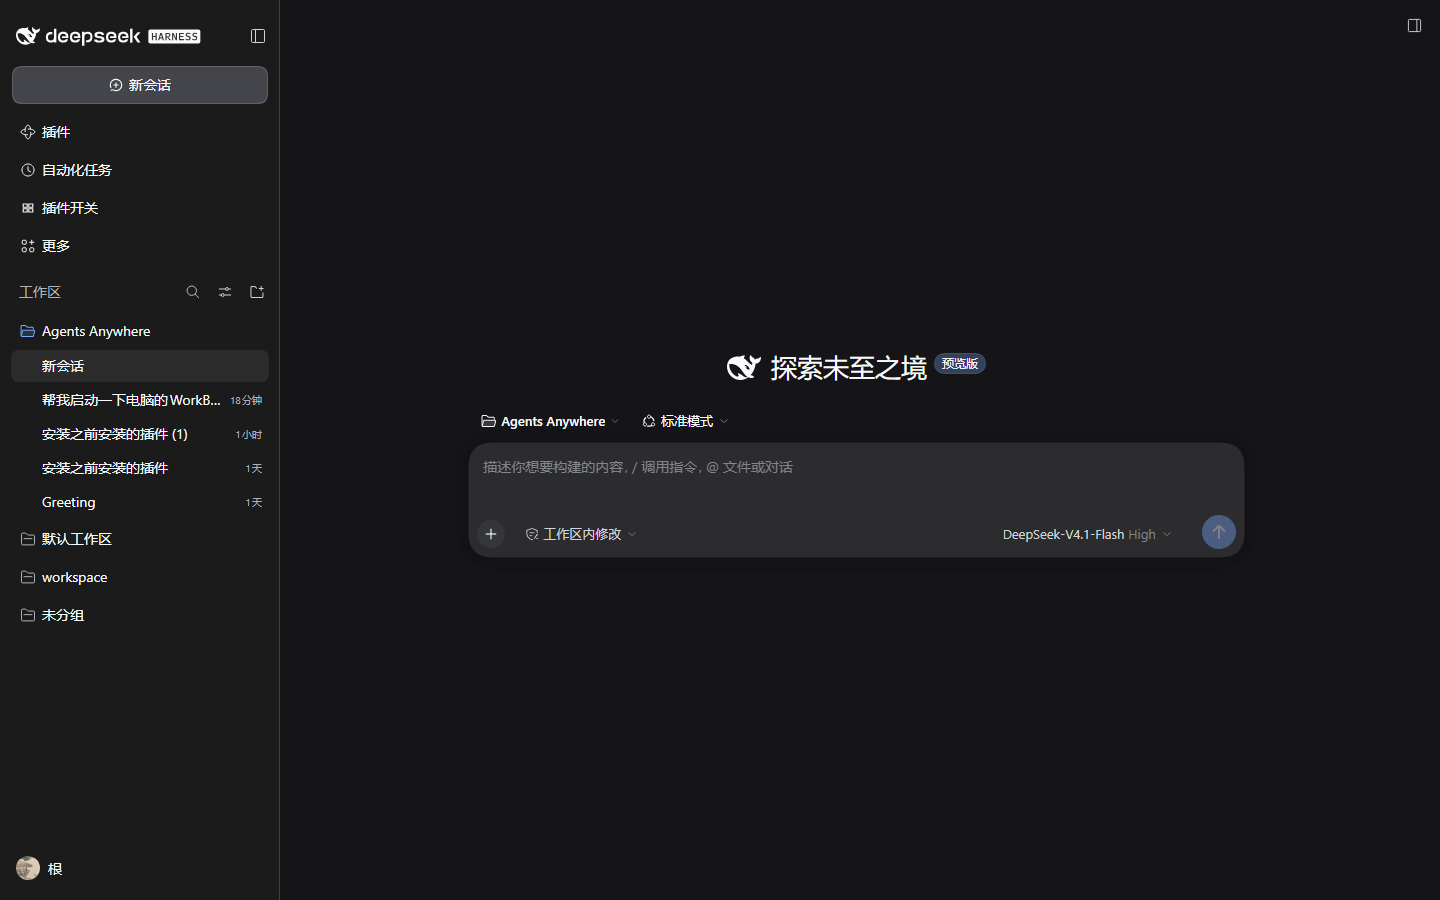 deepseek HARNESS
新会话
插件
自动化任务
插件开关
更多
工作区
Agents Anywhere
新会话
帮我启动一下电脑的 WorkB... 18分钟
安装之前安装的插件 (1) 1小时
安装之前安装的插件 1天
Greeting 1天
默认工作区
workspace
未分组
根
探索未至之境 预览版
Agents Anywhere 标准模式
描述你想要构建的内容, / 调用指令, @ 文件或对话
工作区内修改 DeepSeek-V4.1-Flash High